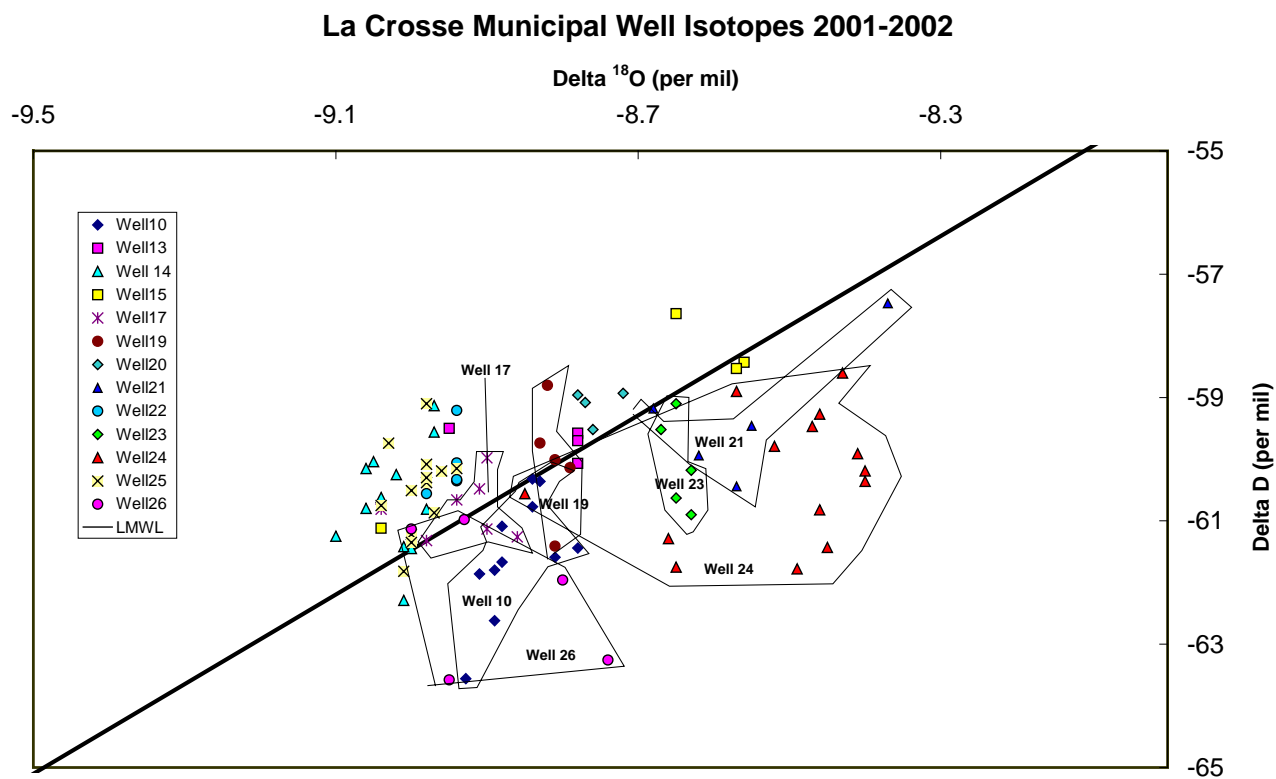 La Crosse Municipal Well Isotopes 2001-2002
Delta ¹⁸O (per mil)
-9.5 -9.1 -8.7 -8.3
-55
-57
-59
-61
-63
-65
Delta D (per mil)
Well10
Well13
Well 14
Well15
Well17
Well19
Well20
Well21
Well22
Well23
Well24
Well25
Well26
LMWL
Well 17
Well 21
Well 23
Well 19
Well 24
Well 10
Well 26